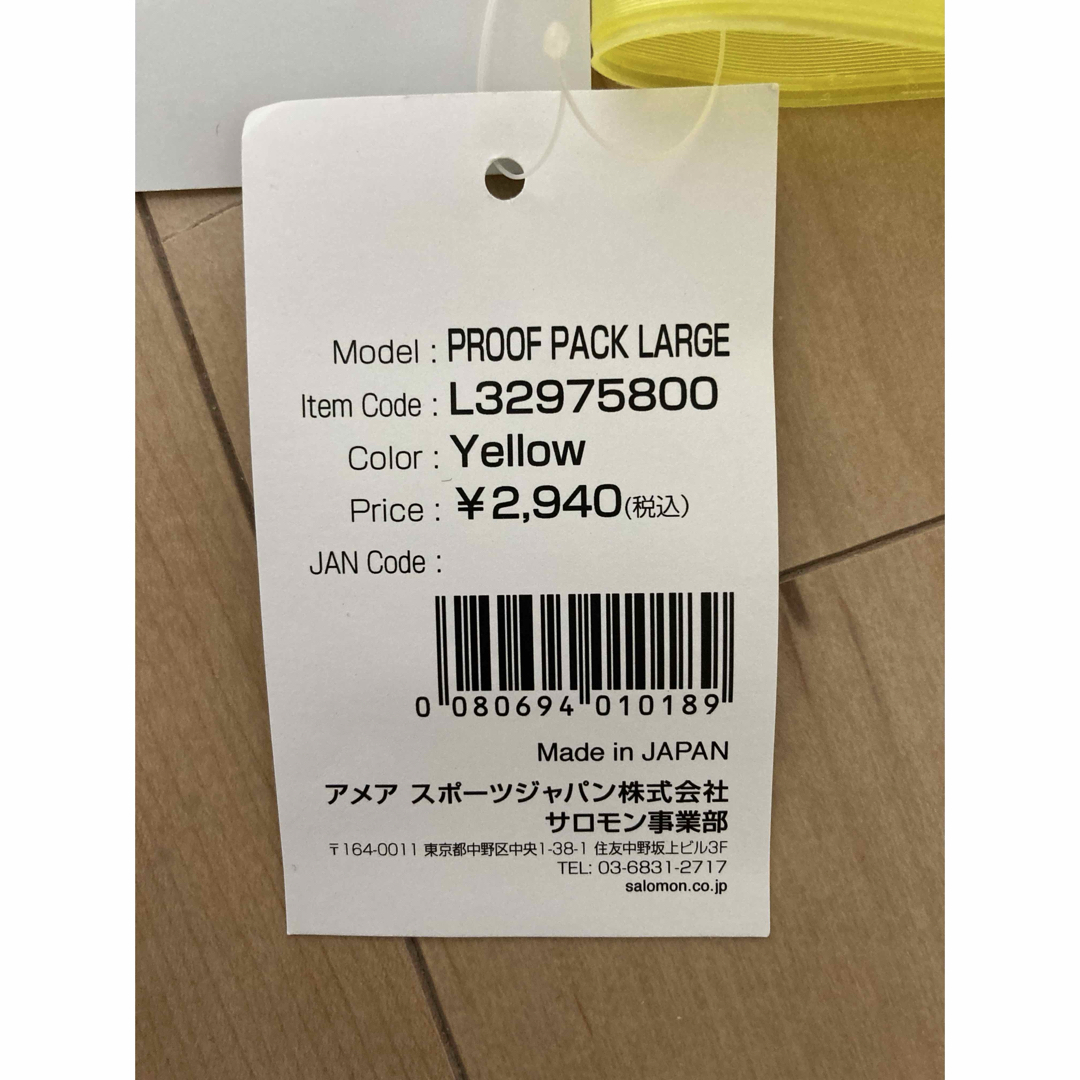 Model : PROOF PACK LARGE
Item Code : L32975800
Color : Yellow
Price : ¥2,940(税込)
JAN Code :
0 080694 010189
Made in JAPAN
アメア スポーツジャパン株式会社
サロモン事業部
〒164-0011 東京都中野区中央1-38-1 住友中野坂上ビル3F
TEL: 03-6831-2717
salomon.co.jp